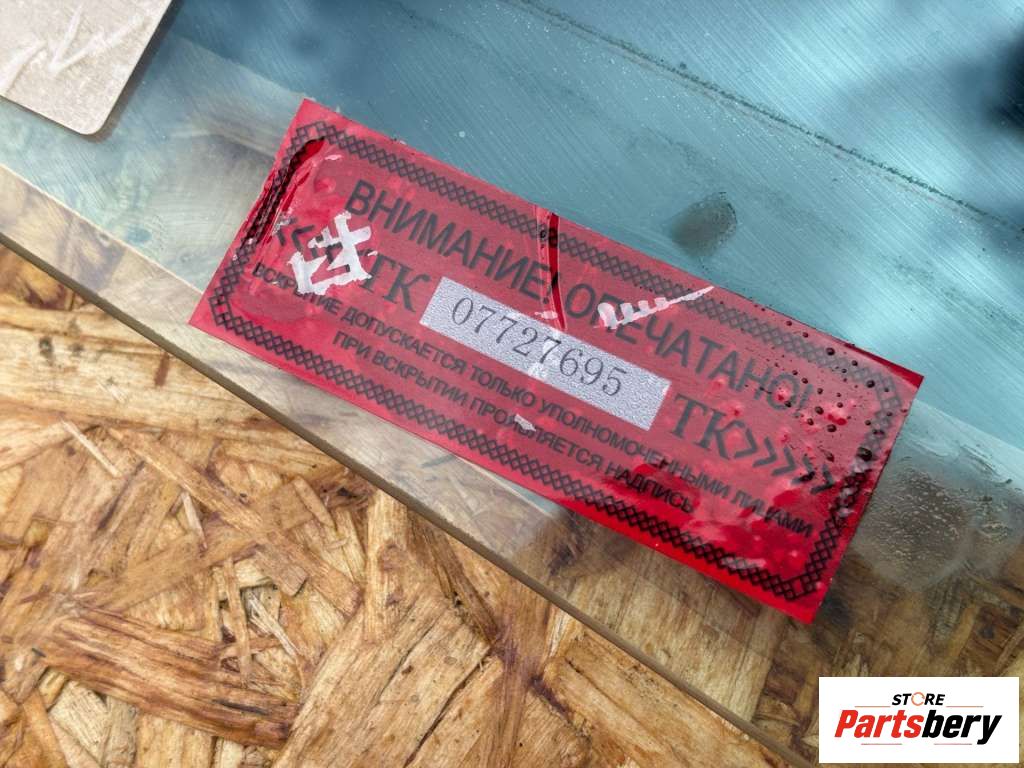 ВНИМАНИЕ! ОПЕЧАТАНО!
<<<ТК 07727695 ТК>>>>>
ВСКРЫТИЕ ДОПУСКАЕТСЯ ТОЛЬКО УПОЛНОМОЧЕННЫМИ ЛИЦАМИ
ПРИ ВСКРЫТИИ ПРОЯВЛЯЕТСЯ НАДПИСЬ
STORE
Partsbery